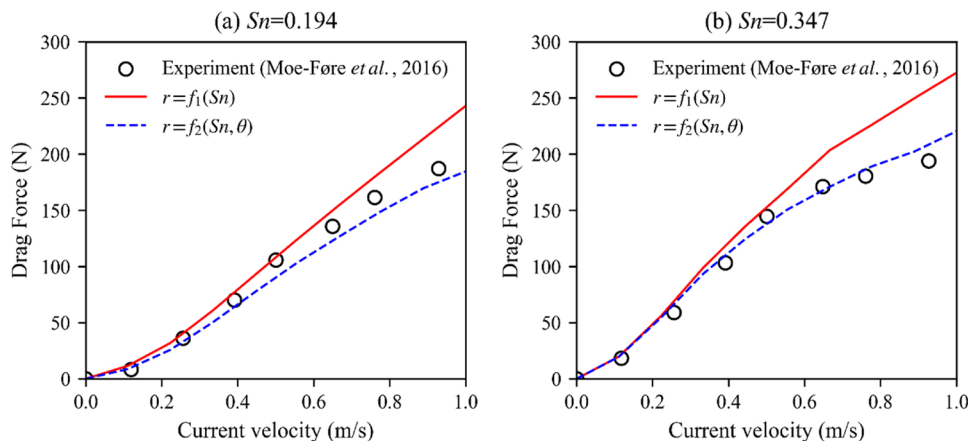 (a) Sn=0.194
300
250
200
150
100
50
0
Drag Force (N)
Experiment (Moe-Føre et al., 2016)
r=f₁(Sn)
r=f₂(Sn, θ)
0.0 0.2 0.4 0.6 0.8 1.0
Current velocity (m/s)
(b) Sn=0.347
300
250
200
150
100
50
0
Drag Force (N)
Experiment (Moe-Føre et al., 2016)
r=f₁(Sn)
r=f₂(Sn, θ)
0.0 0.2 0.4 0.6 0.8 1.0
Current velocity (m/s)